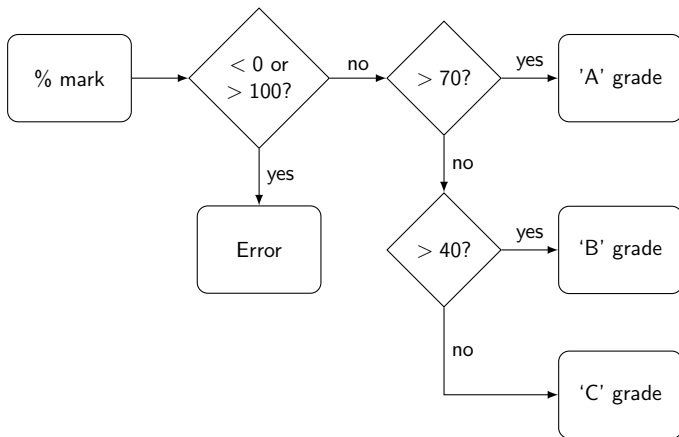 % mark
< 0 or
> 100?
no
> 70?
yes
'A' grade
yes
no
Error
> 40?
yes
‘B’ grade
no
‘C’ grade